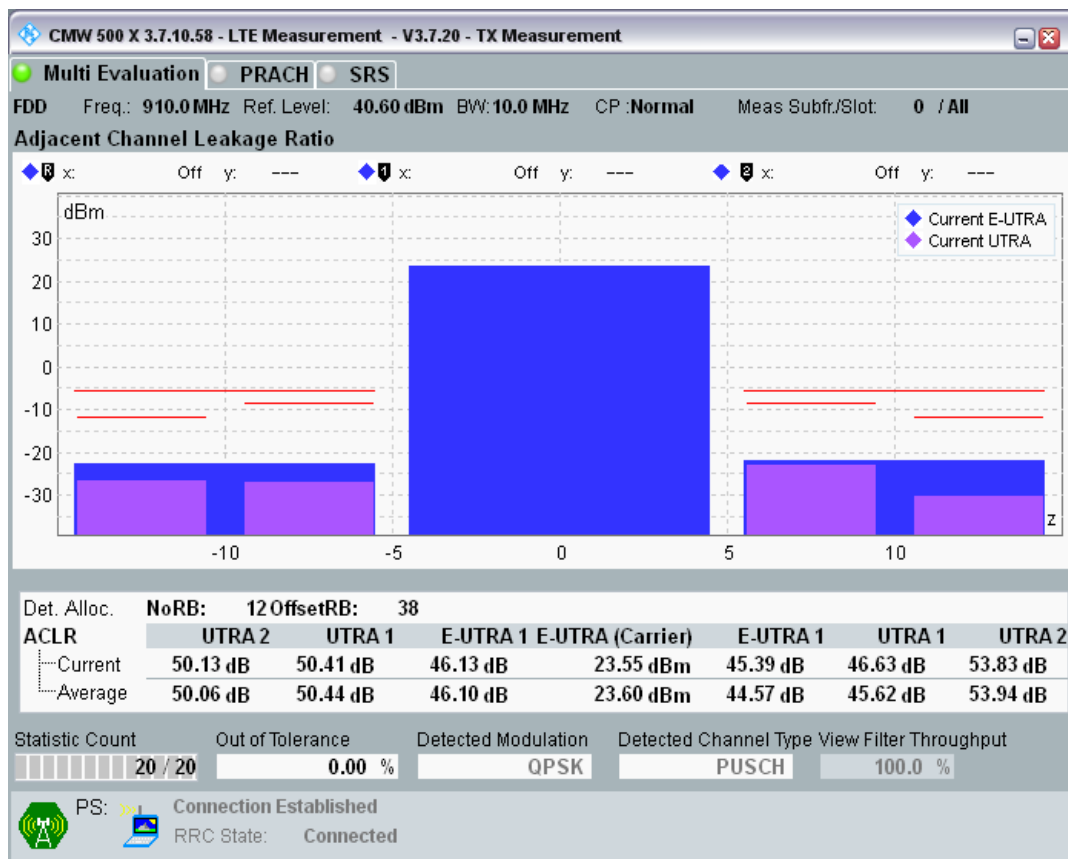 CMW 500 X 3.7.10.58 - LTE Measurement - V3.7.20 - TX Measurement
Multi Evaluation PRACH SRS
FDD Freq.: 910.0 MHz Ref. Level: 40.60 dBm BW: 10.0 MHz CP :Normal Meas Subfr./Slot: 0 / All
Adjacent Channel Leakage Ratio
R x: Off y: --- 1 x: Off y: --- 2 x: Off y: ---
dBm
Current E-UTRA
Current UTRA
30
20
10
0
-10
-20
-30
z
-10 -5 0 5 10
Det. Alloc. NoRB: 12 OffsetRB: 38
ACLR UTRA 2 UTRA 1 E-UTRA 1 E-UTRA (Carrier) E-UTRA 1 UTRA 1 UTRA 2
Current 50.13 dB 50.41 dB 46.13 dB 23.55 dBm 45.39 dB 46.63 dB 53.83 dB
Average 50.06 dB 50.44 dB 46.10 dB 23.60 dBm 44.57 dB 45.62 dB 53.94 dB
Statistic Count Out of Tolerance Detected Modulation Detected Channel Type View Filter Throughput
20 / 20 0.00 % QPSK PUSCH 100.0 %
PS: Connection Established
RRC State: Connected